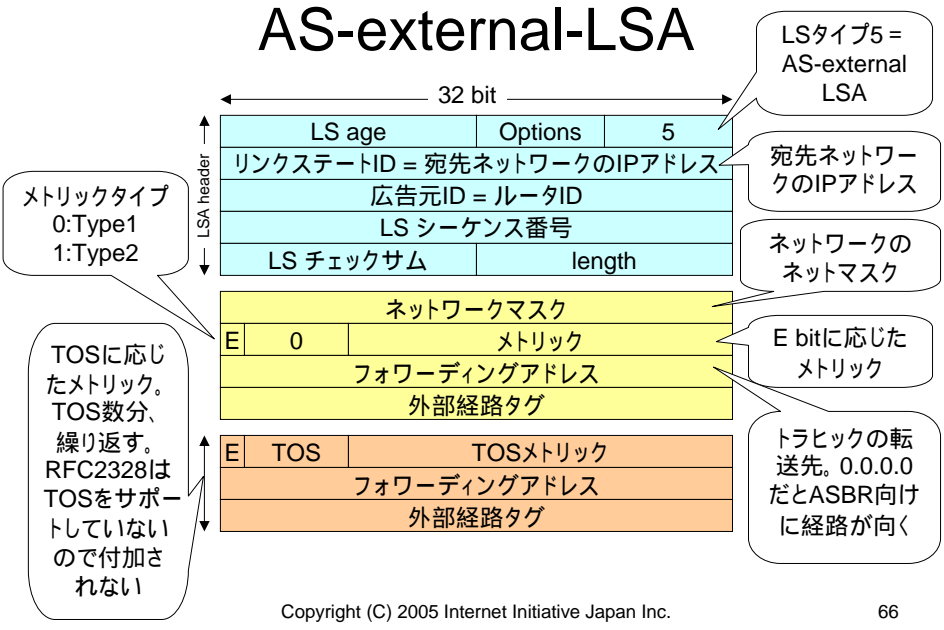 AS-external-LSA
LSタイプ5 =
AS-external
LSA
32 bit
LS age Options 5
リンクステートID = 宛先ネットワークのIPアドレス
広告元ID = ルータID
LS シーケンス番号
LS チェックサム length
LSA header
宛先ネットワー
クのIPアドレス
メトリックタイプ
0:Type1
1:Type2
ネットワークの
ネットマスク
ネットワークマスク
E 0 メトリック
フォワーディングアドレス
外部経路タグ
E bitに応じた
メトリック
TOSに応じ
たメトリック。
TOS数分、
繰り返す。
RFC2328は
TOSをサポー
トしていない
ので付加さ
れない
E TOS TOSメトリック
フォワーディングアドレス
外部経路タグ
トラヒックの転
送先。0.0.0.0
だとASBR向け
に経路が向く
Copyright (C) 2005 Internet Initiative Japan Inc. 66